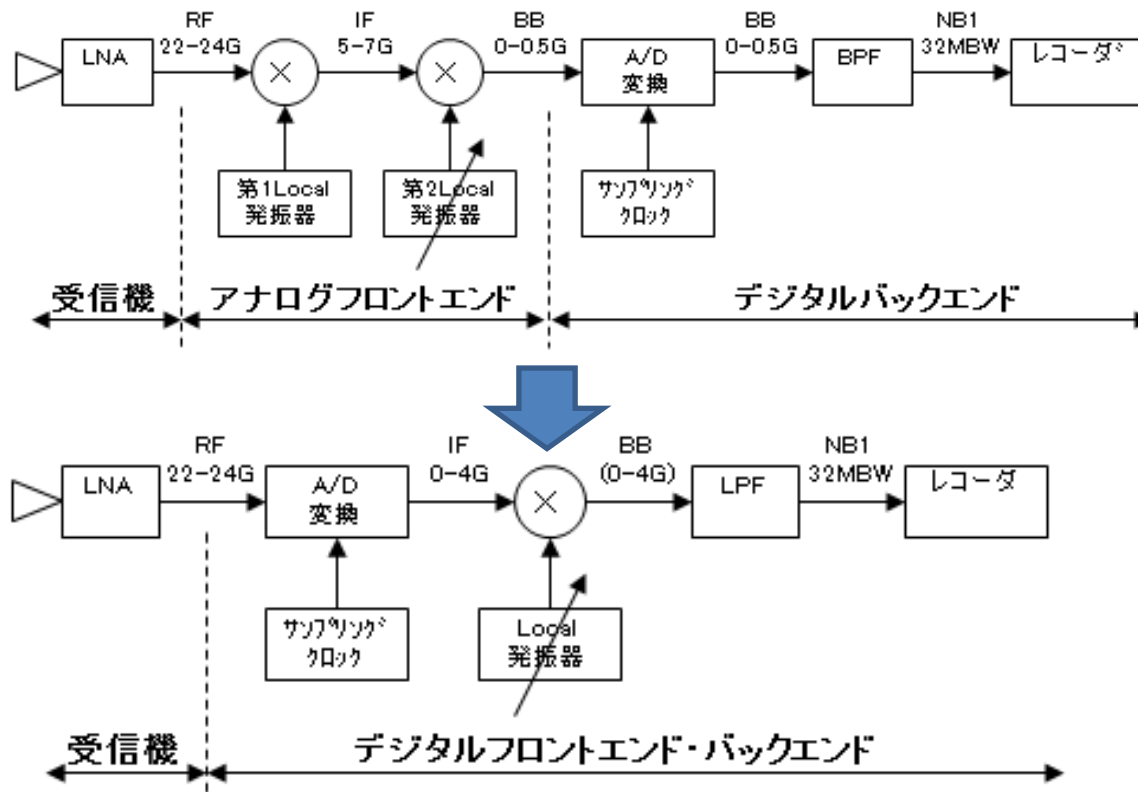 RF
22-24G
IF
5-7G
BB
0-0.5G
BB
0-0.5G
NB1
32MBW
LNA
×
×
A/D
変換
BPF
レコーダ
第1Local
発振器
第2Local
発振器
サンプリング
クロック
受信機
アナログフロントエンド
デジタルバックエンド
RF
22-24G
IF
0-4G
BB
(0-4G)
NB1
32MBW
LNA
A/D
変換
×
LPF
レコーダ
サンプリング
クロック
Local
発振器
受信機
デジタルフロントエンド・バックエンド